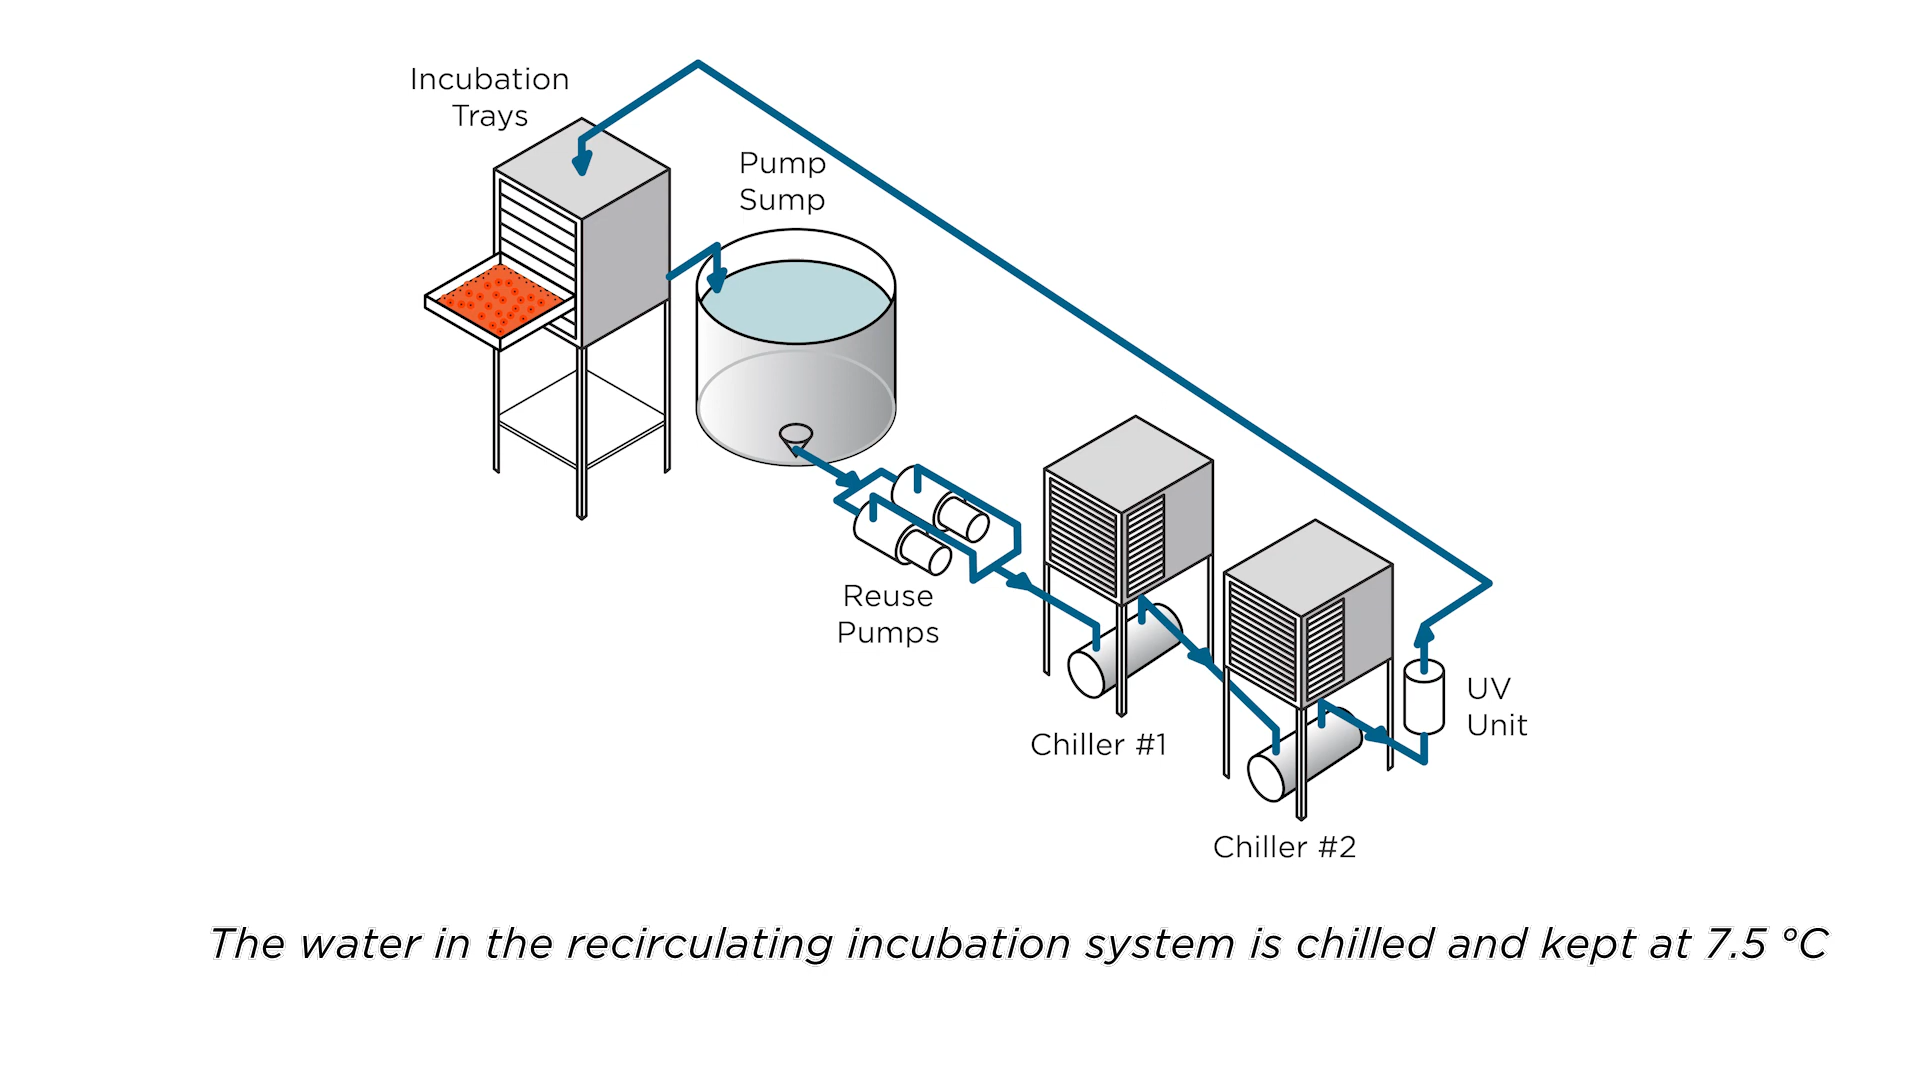 Incubation
Trays
Pump
Sump
Reuse
Pumps
Chiller #1
UV
Unit
Chiller #2
The water in the recirculating incubation system is chilled and kept at 7.5 °C